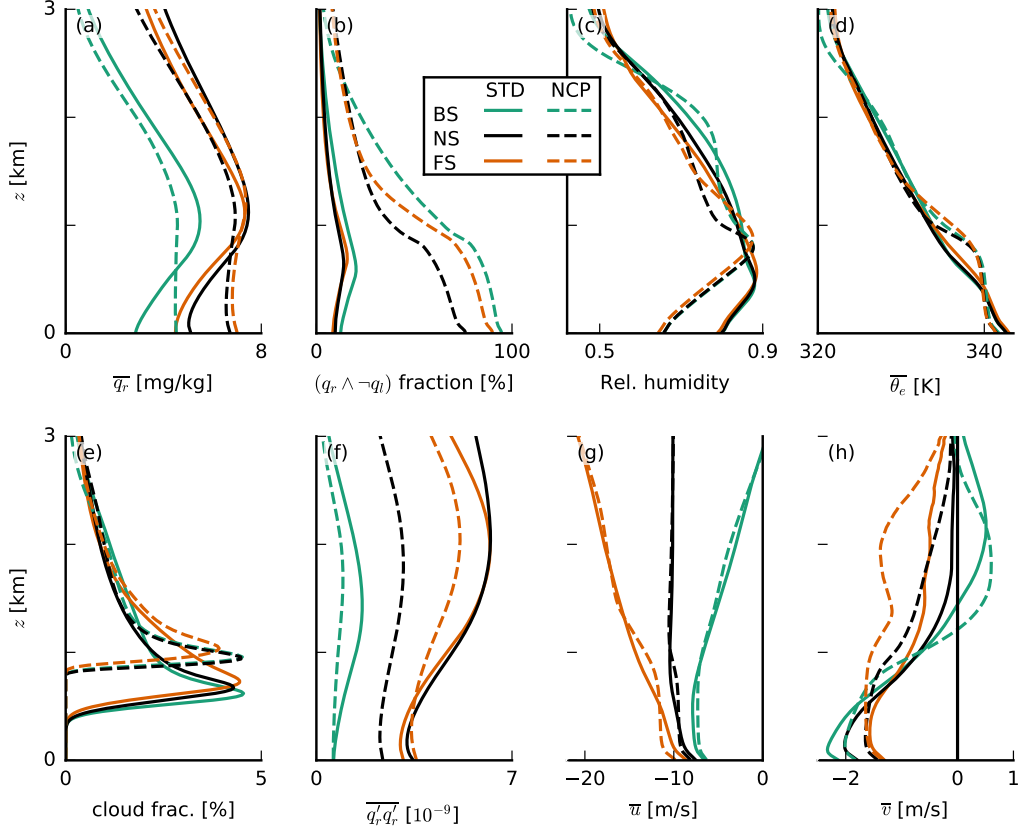 3
(a)
(b)
(c)
(d)
STD NCP
BS
NS
FS
z [km]
0
0 8
0 100
0.5 0.9
320 340
$\overline{q_r}$ [mg/kg]
$(q_r \wedge \neg q_l)$ fraction [%]
Rel. humidity
$\overline{\theta_e}$ [K]
3
(e)
(f)
(g)
(h)
z [km]
0
0 5
0 7
−20 −10 0
−2 −1 0 1
cloud frac. [%]
$\overline{q_r'q_r'}$ [10⁻⁹]
$\overline{u}$ [m/s]
$\overline{v}$ [m/s]